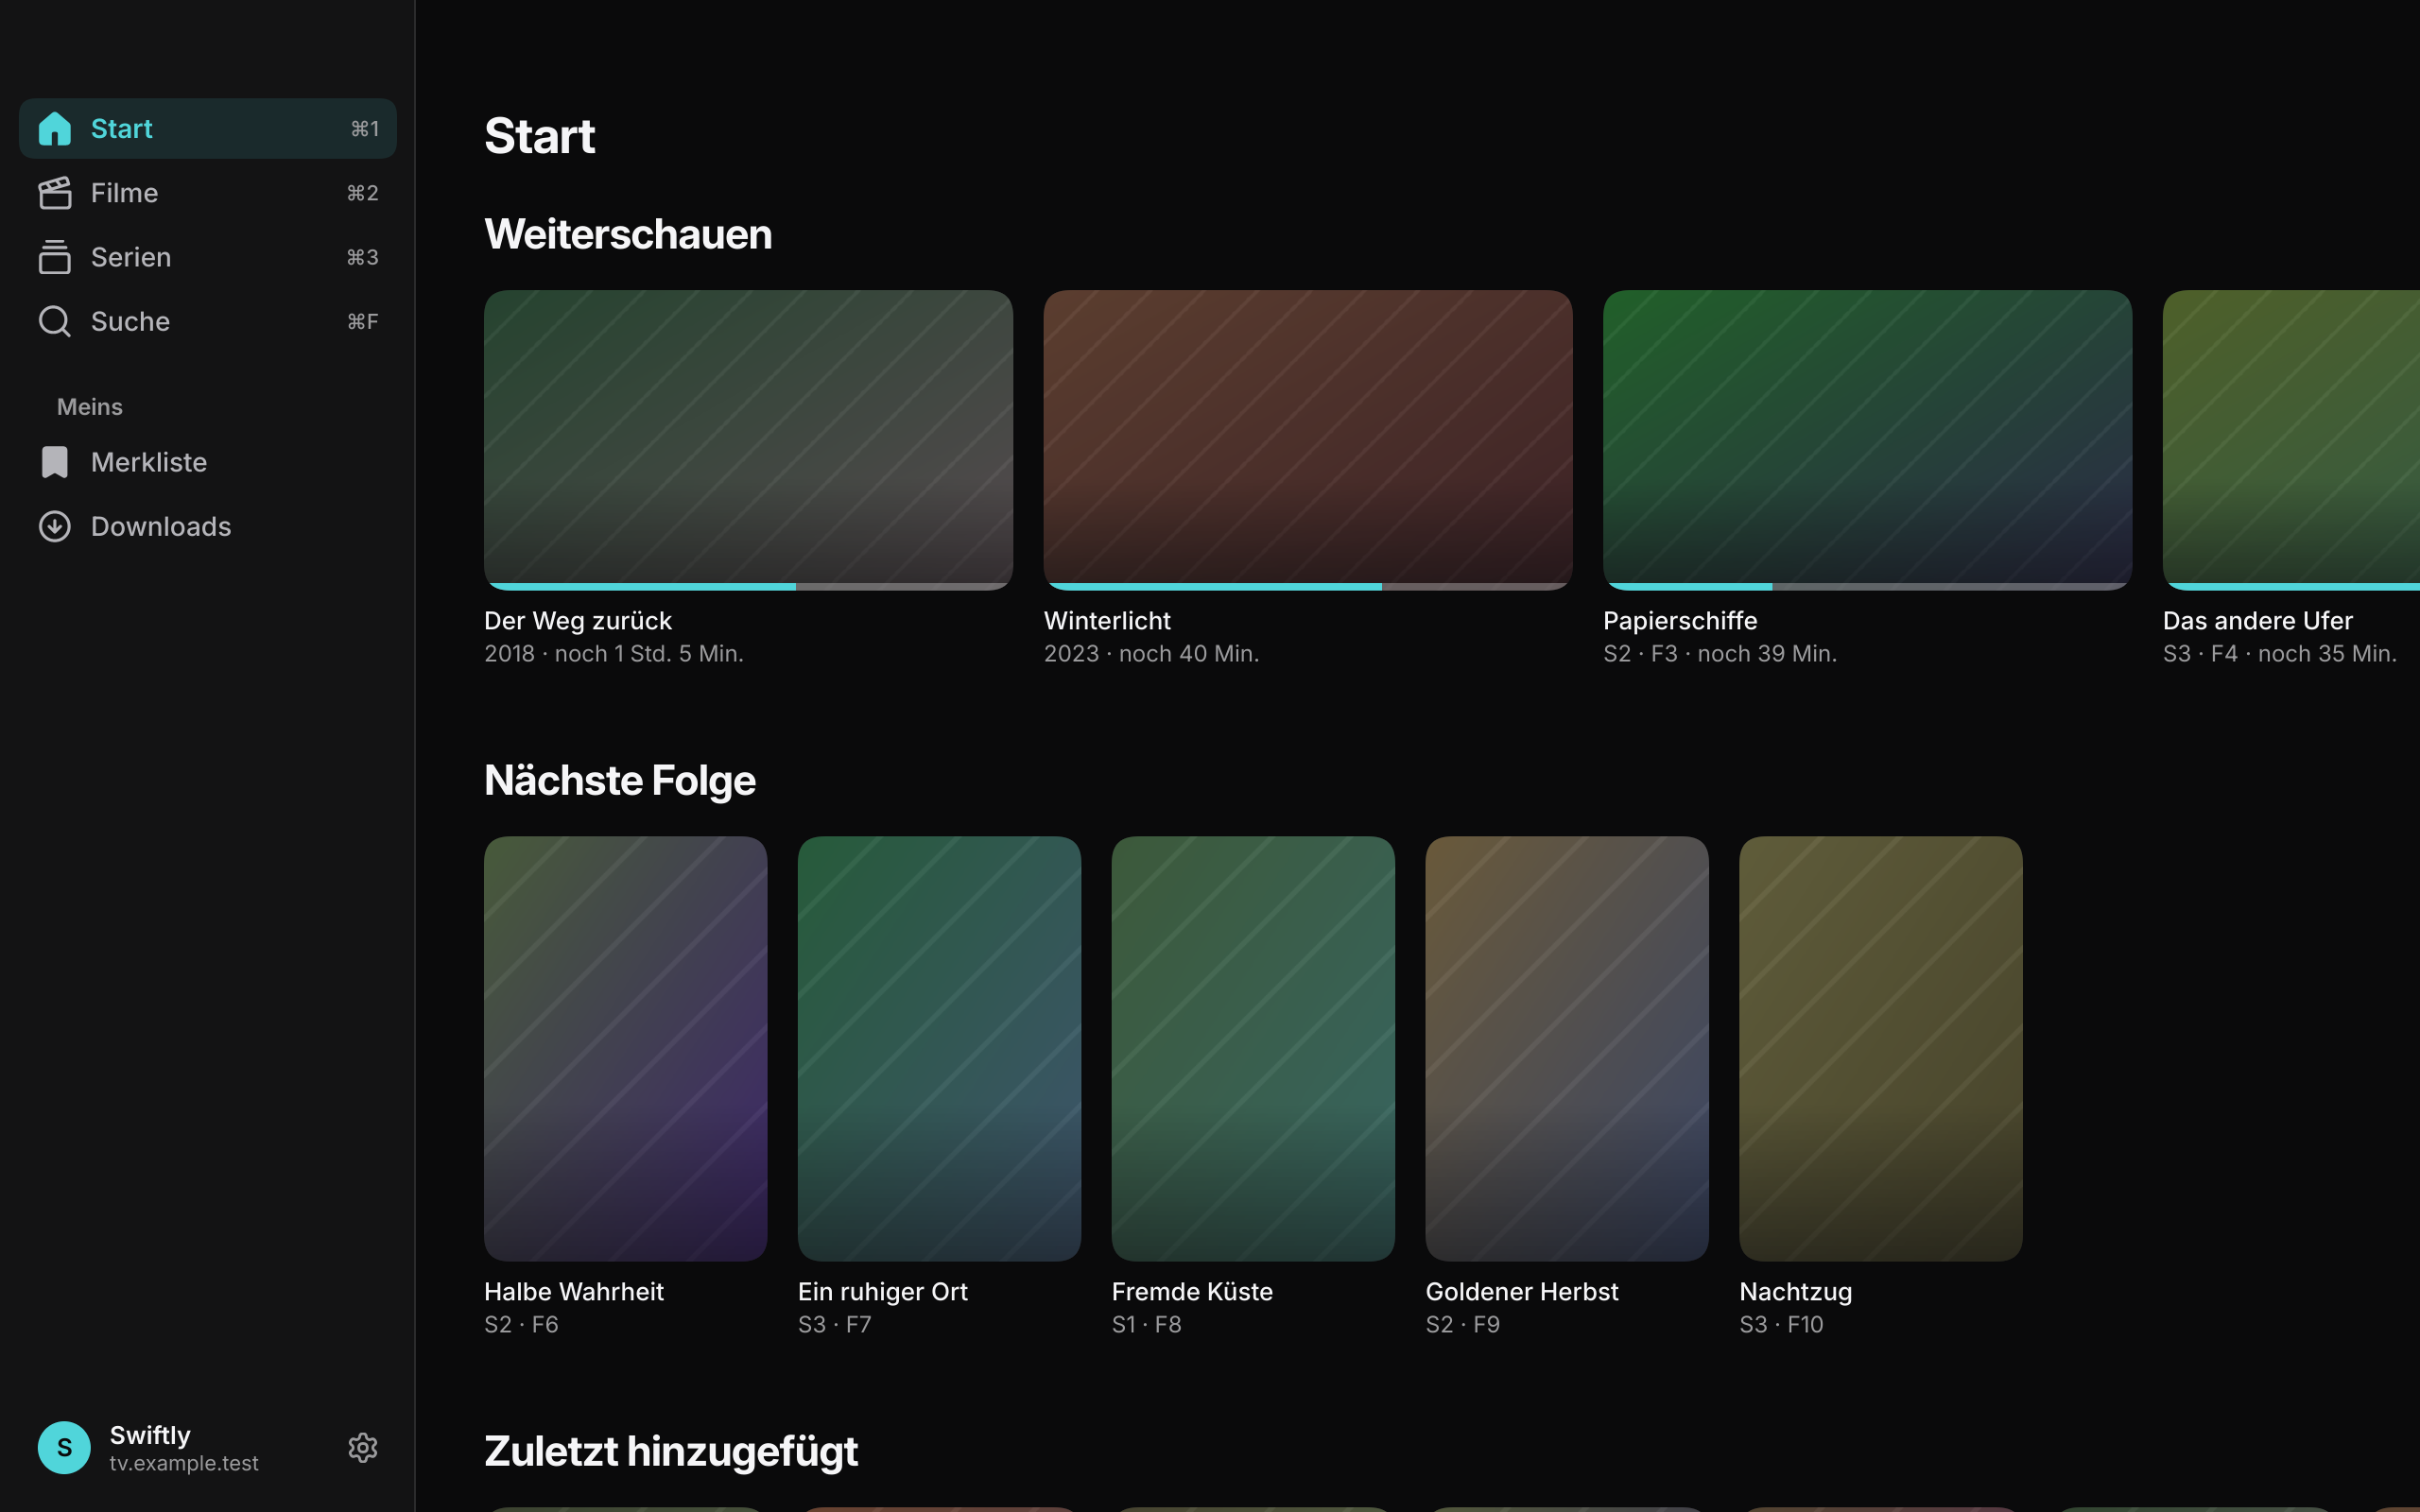 Start ⌘1
Filme ⌘2
Serien ⌘3
Suche ⌘F
Meins
Merkliste
Downloads
S
Swiftly
tv.example.test
Start
Weiterschauen
Der Weg zurück
2018 · noch 1 Std. 5 Min.
Winterlicht
2023 · noch 40 Min.
Papierschiffe
S2 · F3 · noch 39 Min.
Das andere Ufer
S3 · F4 · noch 35 Min.
Nächste Folge
Halbe Wahrheit
S2 · F6
Ein ruhiger Ort
S3 · F7
Fremde Küste
S1 · F8
Goldener Herbst
S2 · F9
Nachtzug
S3 · F10
Zuletzt hinzugefügt